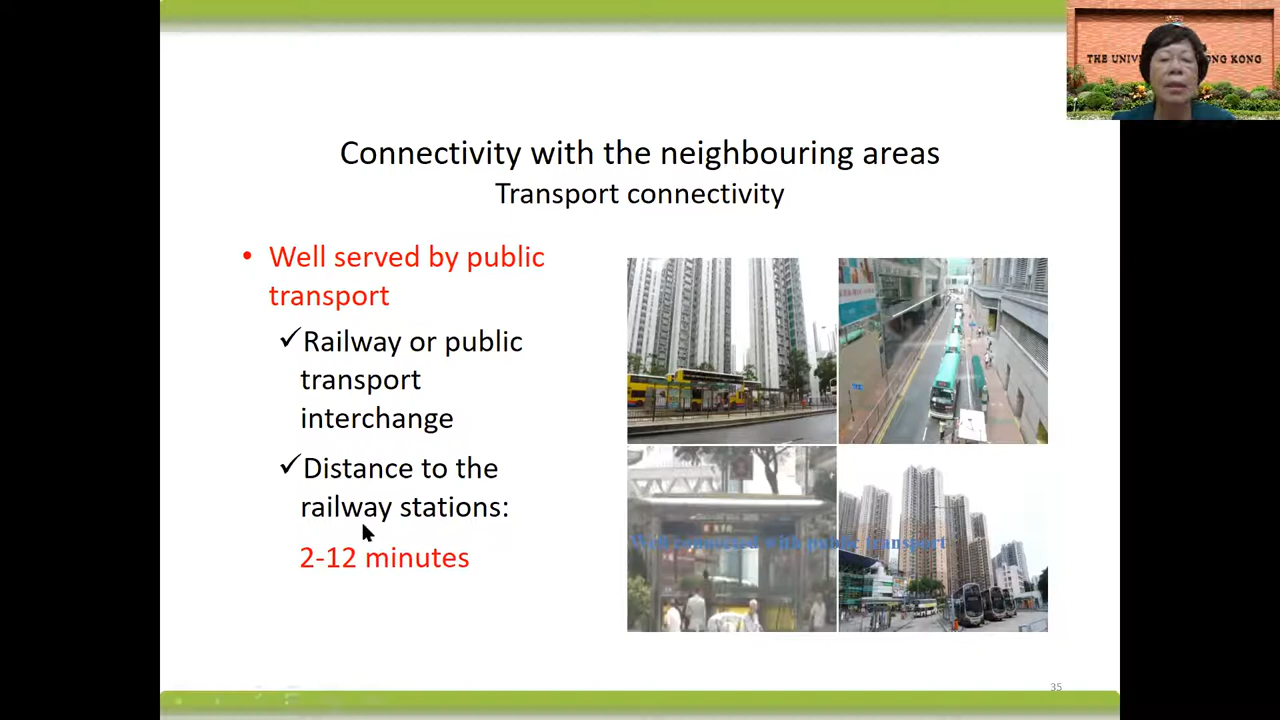 THE UNIV
ONG KONG
Connectivity with the neighbouring areas
Transport connectivity
• Well served by public
transport
✓Railway or public
transport
interchange
✓Distance to the
railway stations:
2-12 minutes
Well connected with public transport
35